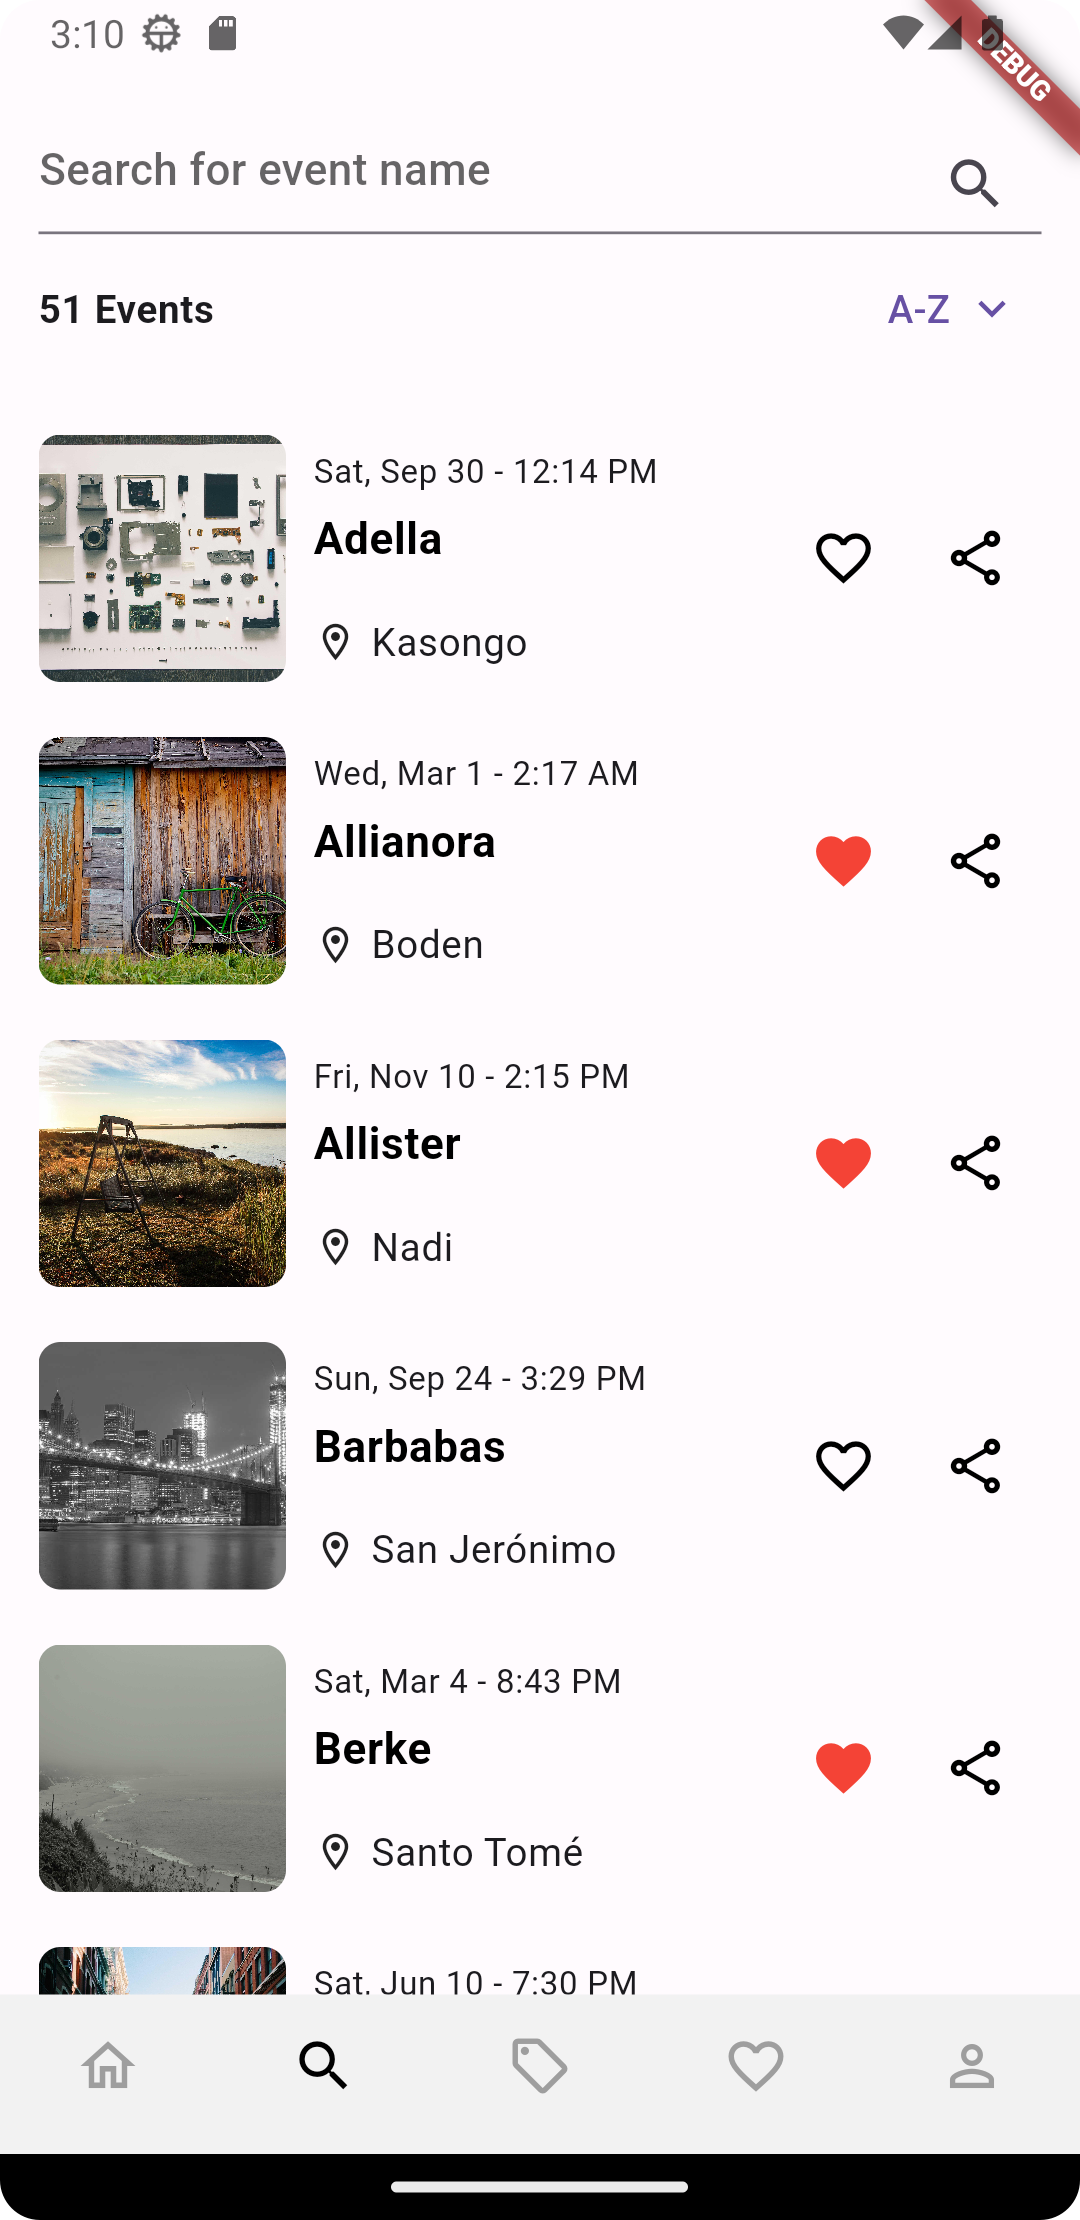 3:10
DEBUG
Search for event name
51 Events
A-Z
Sat, Sep 30 - 12:14 PM
Adella
Kasongo
Wed, Mar 1 - 2:17 AM
Allianora
Boden
Fri, Nov 10 - 2:15 PM
Allister
Nadi
Sun, Sep 24 - 3:29 PM
Barbabas
San Jerónimo
Sat, Mar 4 - 8:43 PM
Berke
Santo Tomé
Sat, Jun 10 - 7:30 PM